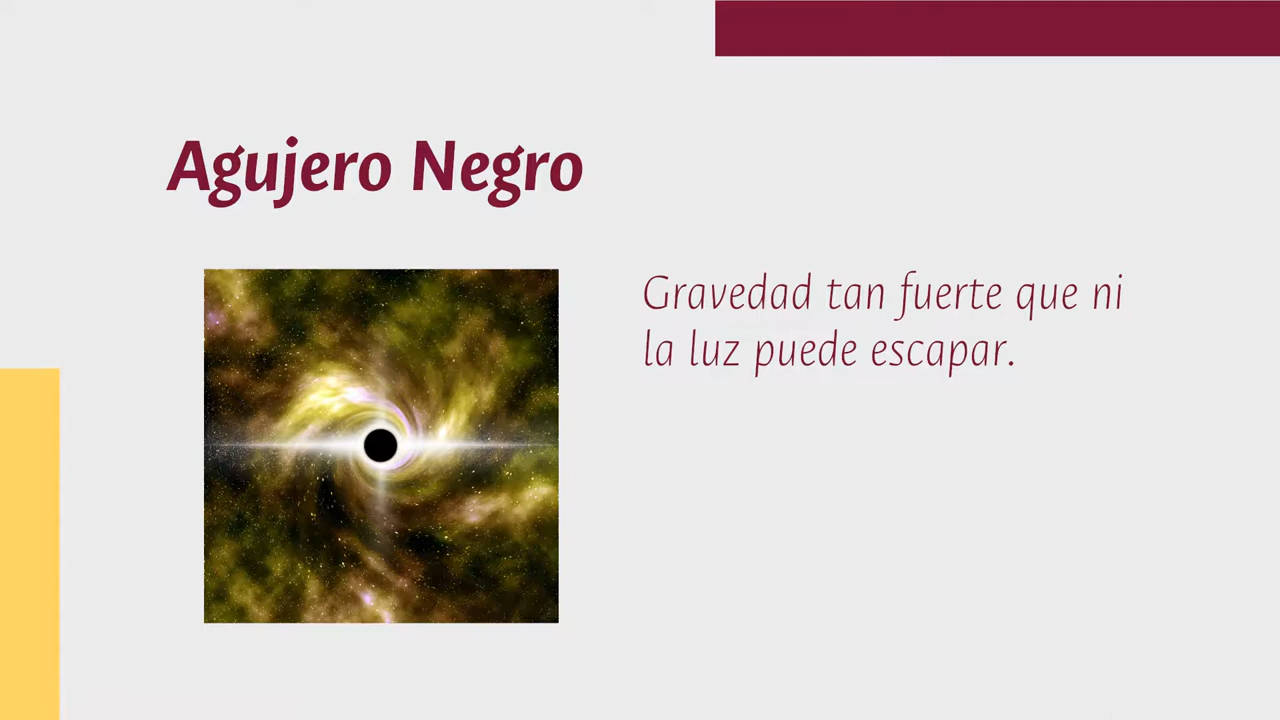 Agujero Negro
Gravedad tan fuerte que ni
la luz puede escapar.